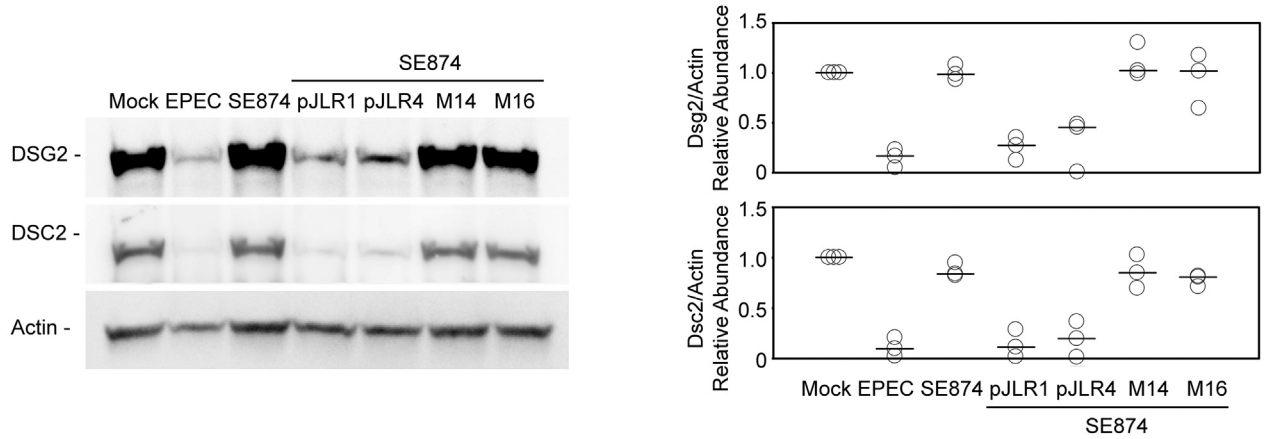 SE874
Mock EPEC SE874 pJLR1 pJLR4 M14 M16
DSG2 -
DSC2 -
Actin -
Dsg2/Actin
Relative Abundance
1.5
1.0
0.5
0
Dsc2/Actin
Relative Abundance
1.5
1.0
0.5
0
Mock EPEC SE874 pJLR1 pJLR4 M14 M16
SE874